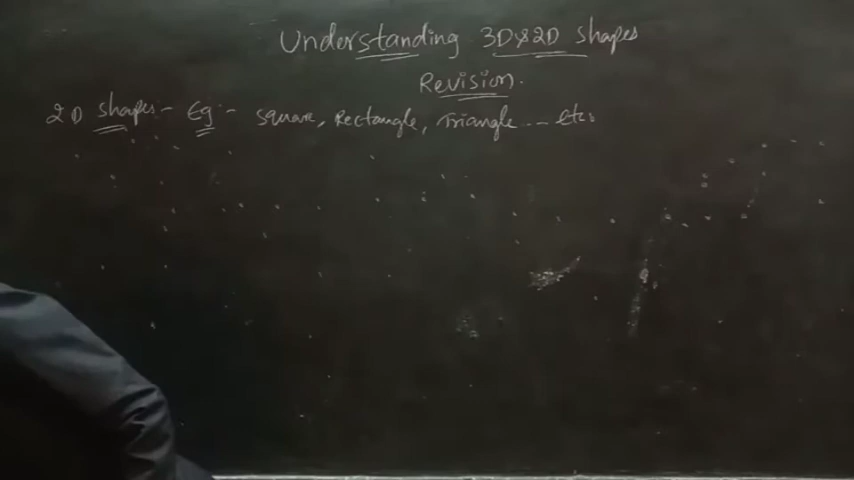 Understanding 3D&2D shapes
Revision.
2D shapes:- Eg:- square, Rectangle, Triangle... etc.